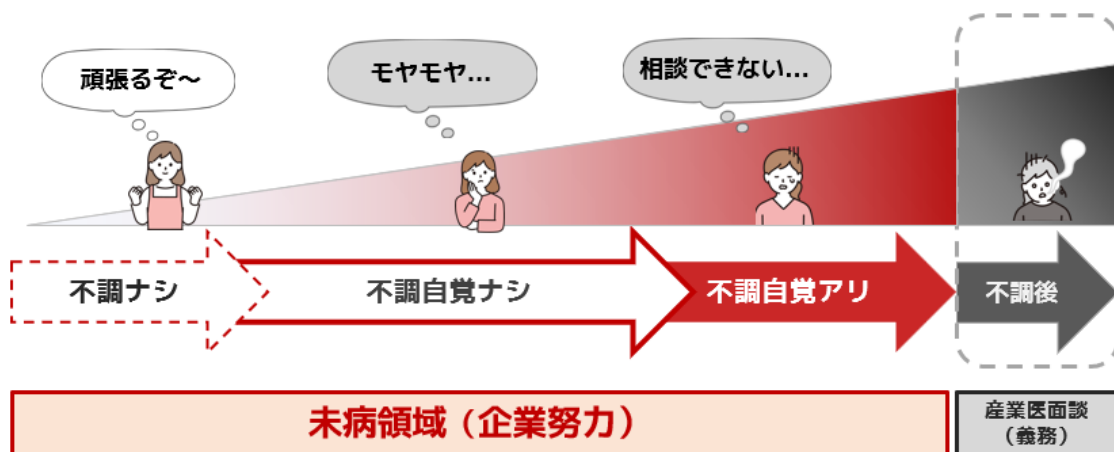 頑張るぞ～
モヤモヤ...
相談できない...
不調ナシ
不調自覚ナシ
不調自覚アリ
不調後
未病領域（企業努力）
産業医面談
（義務）